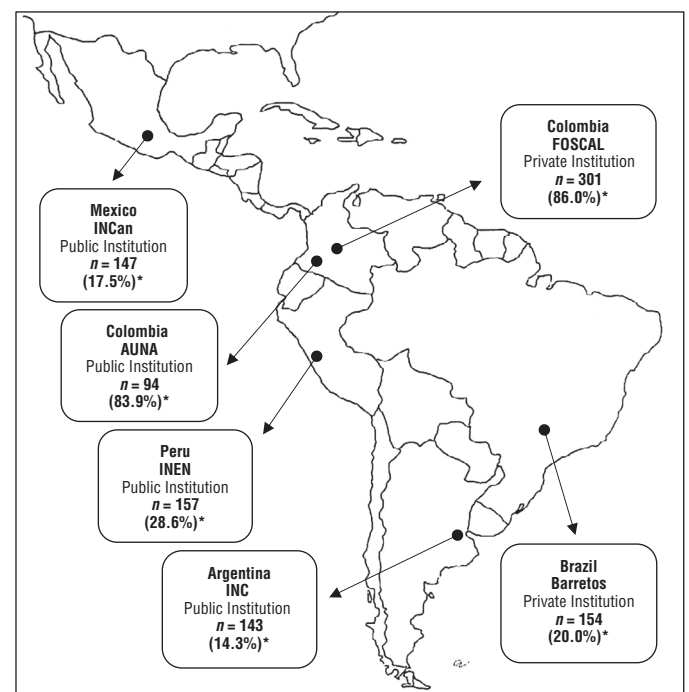 Colombia
FOSCAL
Private Institution
n = 301
(86.0%)*
Mexico
INCan
Public Institution
n = 147
(17.5%)*
Colombia
AUNA
Public Institution
n = 94
(83.9%)*
Peru
INEN
Public Institution
n = 157
(28.6%)*
Argentina
INC
Public Institution
n = 143
(14.3%)*
Brazil
Barretos
Private Institution
n = 154
(20.0%)*